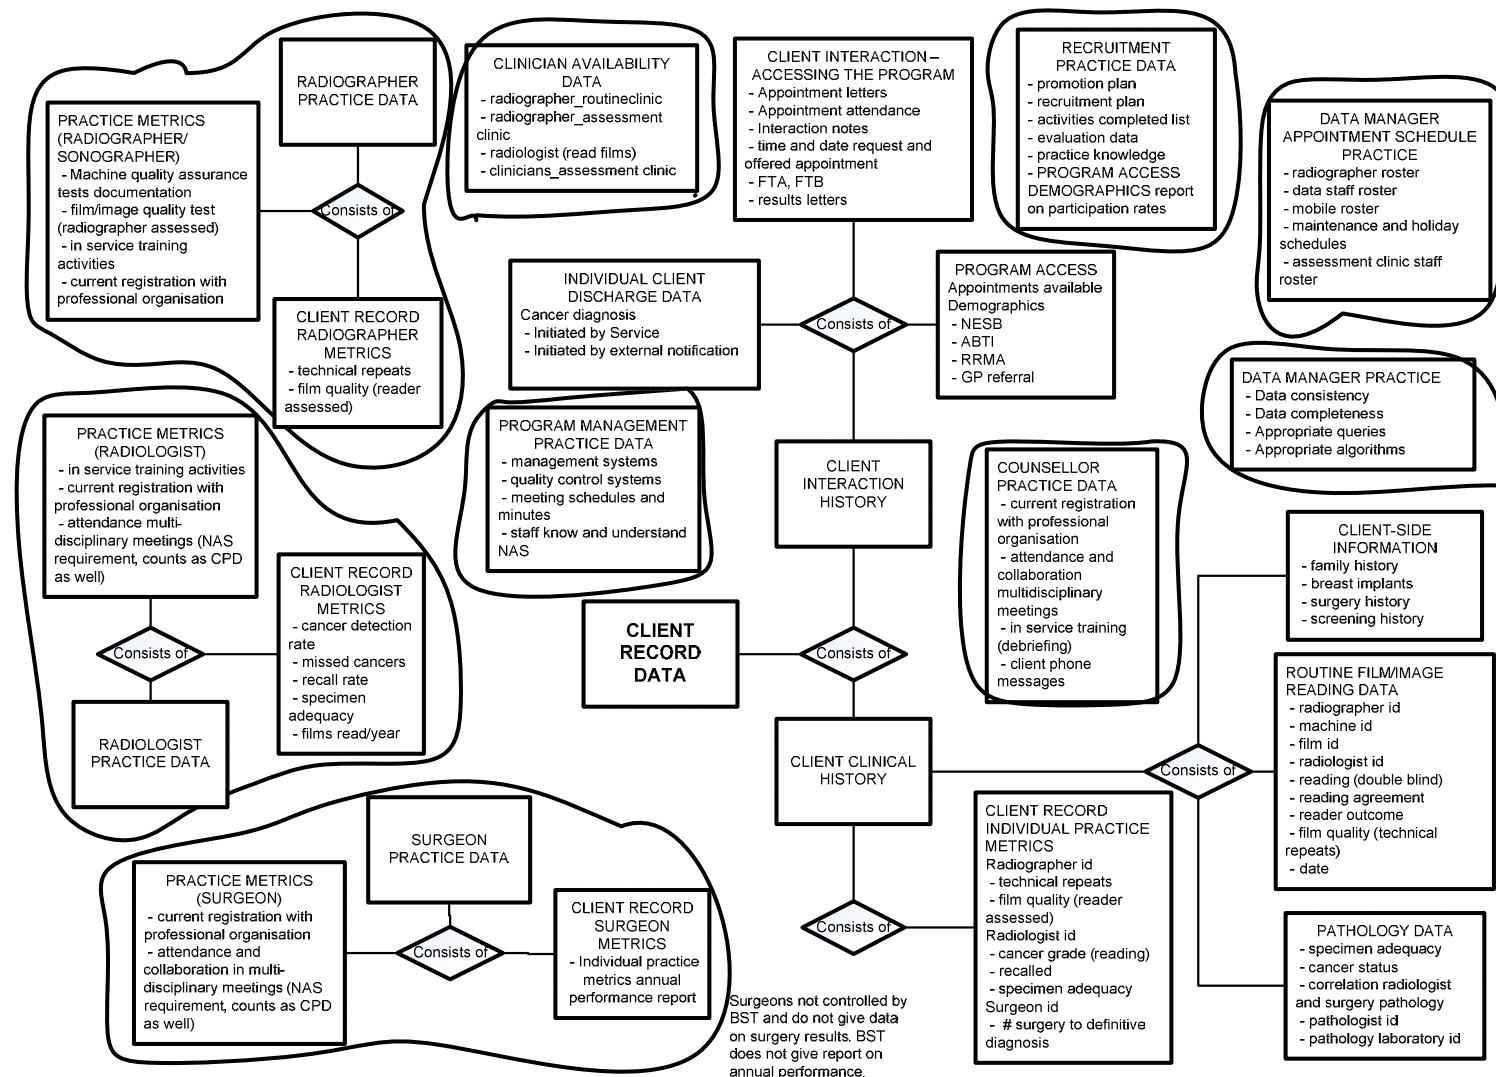 RADIOGRAPHER
PRACTICE DATA
PRACTICE METRICS
(RADIOGRAPHER/
SONOGRAPHER)
- Machine quality assurance
tests documentation
- film/image quality test
(radiographer assessed)
- in service training
activities
- current registration with
professional organisation
Consists of
CLIENT RECORD
RADIOGRAPHER
METRICS
- technical repeats
- film quality (reader
assessed)
CLINICIAN AVAILABILITY
DATA
- radiographer_routineclinic
- radiographer_assessment
clinic
- radiologist (read films)
- clinicians_assessment clinic
CLIENT INTERACTION –
ACCESSING THE PROGRAM
- Appointment letters
- Appointment attendance
- Interaction notes
- time and date request and
offered appointment
- FTA, FTB
- results letters
RECRUITMENT
PRACTICE DATA
- promotion plan
- recruitment plan
- activities completed list
- evaluation data
- practice knowledge
- PROGRAM ACCESS
DEMOGRAPHICS report
on participation rates
DATA MANAGER
APPOINTMENT SCHEDULE
PRACTICE
- radiographer roster
- data staff roster
- mobile roster
- maintenance and holiday
schedules
- assessment clinic staff
roster
INDIVIDUAL CLIENT
DISCHARGE DATA
Cancer diagnosis
- Initiated by Service
- Initiated by external notification
Consists of
PROGRAM ACCESS
Appointments available
Demographics
- NESB
- ABTI
- RRMA
- GP referral
DATA MANAGER PRACTICE
- Data consistency
- Data completeness
- Appropriate queries
- Appropriate algorithms
PRACTICE METRICS
(RADIOLOGIST)
- in service training activities
- current registration with
professional organisation
- attendance multi-
disciplinary meetings (NAS
requirement, counts as CPD
as well)
CLIENT RECORD
RADIOLOGIST
METRICS
- cancer detection
rate
- missed cancers
- recall rate
- specimen
adequacy
- films read/year
Consists of
RADIOLOGIST
PRACTICE DATA
PROGRAM MANAGEMENT
PRACTICE DATA
- management systems
- quality control systems
- meeting schedules and
minutes
- staff know and understand
NAS
CLIENT
INTERACTION
HISTORY
COUNSELLOR
PRACTICE DATA
- current registration
with professional
organisation
- attendance and
collaboration
multidisciplinary
meetings
- in service training
(debriefing)
- client phone
messages
CLIENT-SIDE
INFORMATION
- family history
- breast implants
- surgery history
- screening history
CLIENT
RECORD
DATA
Consists of
ROUTINE FILM/IMAGE
READING DATA
- radiographer id
- machine id
- film id
- radiologist id
- reading (double blind)
- reading agreement
- reader outcome
- film quality (technical
repeats)
- date
CLIENT CLINICAL
HISTORY
Consists of
SURGEON
PRACTICE DATA
PRACTICE METRICS
(SURGEON)
- current registration with
professional organisation
- attendance and
collaboration in multi-
disciplinary meetings (NAS
requirement, counts as CPD
as well)
Consists of
CLIENT RECORD
SURGEON
METRICS
- Individual practice
metrics annual
performance report
Surgeons not controlled by
BST and do not give data
on surgery results. BST
does not give report on
annual performance.
Consists of
CLIENT RECORD
INDIVIDUAL PRACTICE
METRICS
Radiographer id
- technical repeats
- film quality (reader
assessed)
Radiologist id
- cancer grade (reading)
- recalled
- specimen adequacy
Surgeon id
- # surgery to definitive
diagnosis
PATHOLOGY DATA
- specimen adequacy
- cancer status
- correlation radiologist
and surgery pathology
- pathologist id
- pathology laboratory id